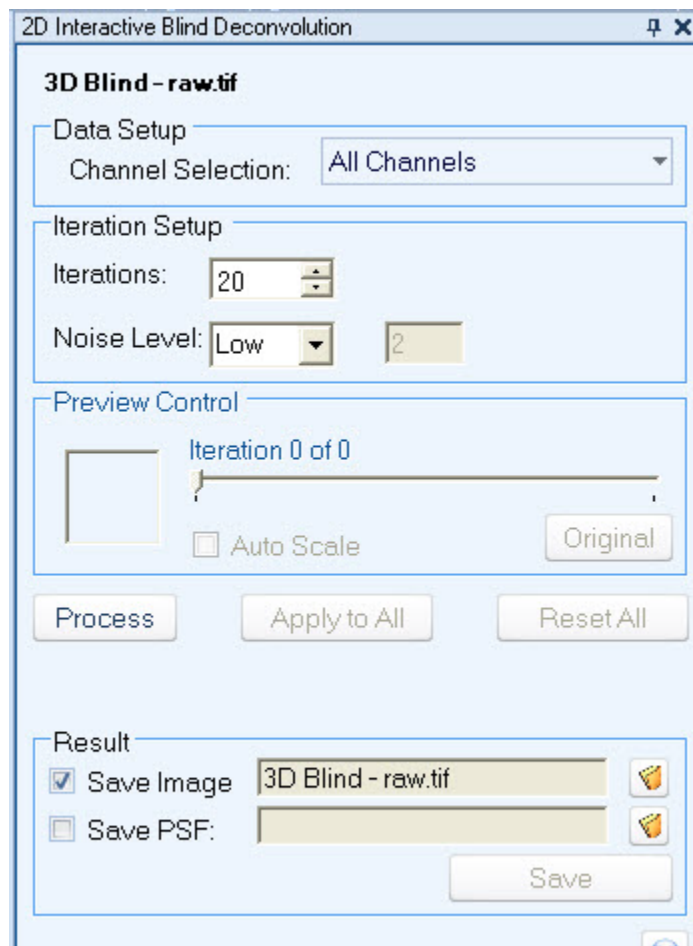 2D Interactive Blind Deconvolution
3D Blind - raw.tif
Data Setup
Channel Selection: All Channels
Iteration Setup
Iterations: 20
Noise Level: Low 2
Preview Control
Iteration 0 of 0
Auto Scale Original
Process Apply to All Reset All
Result
Save Image 3D Blind - raw.tif
Save PSF:
Save